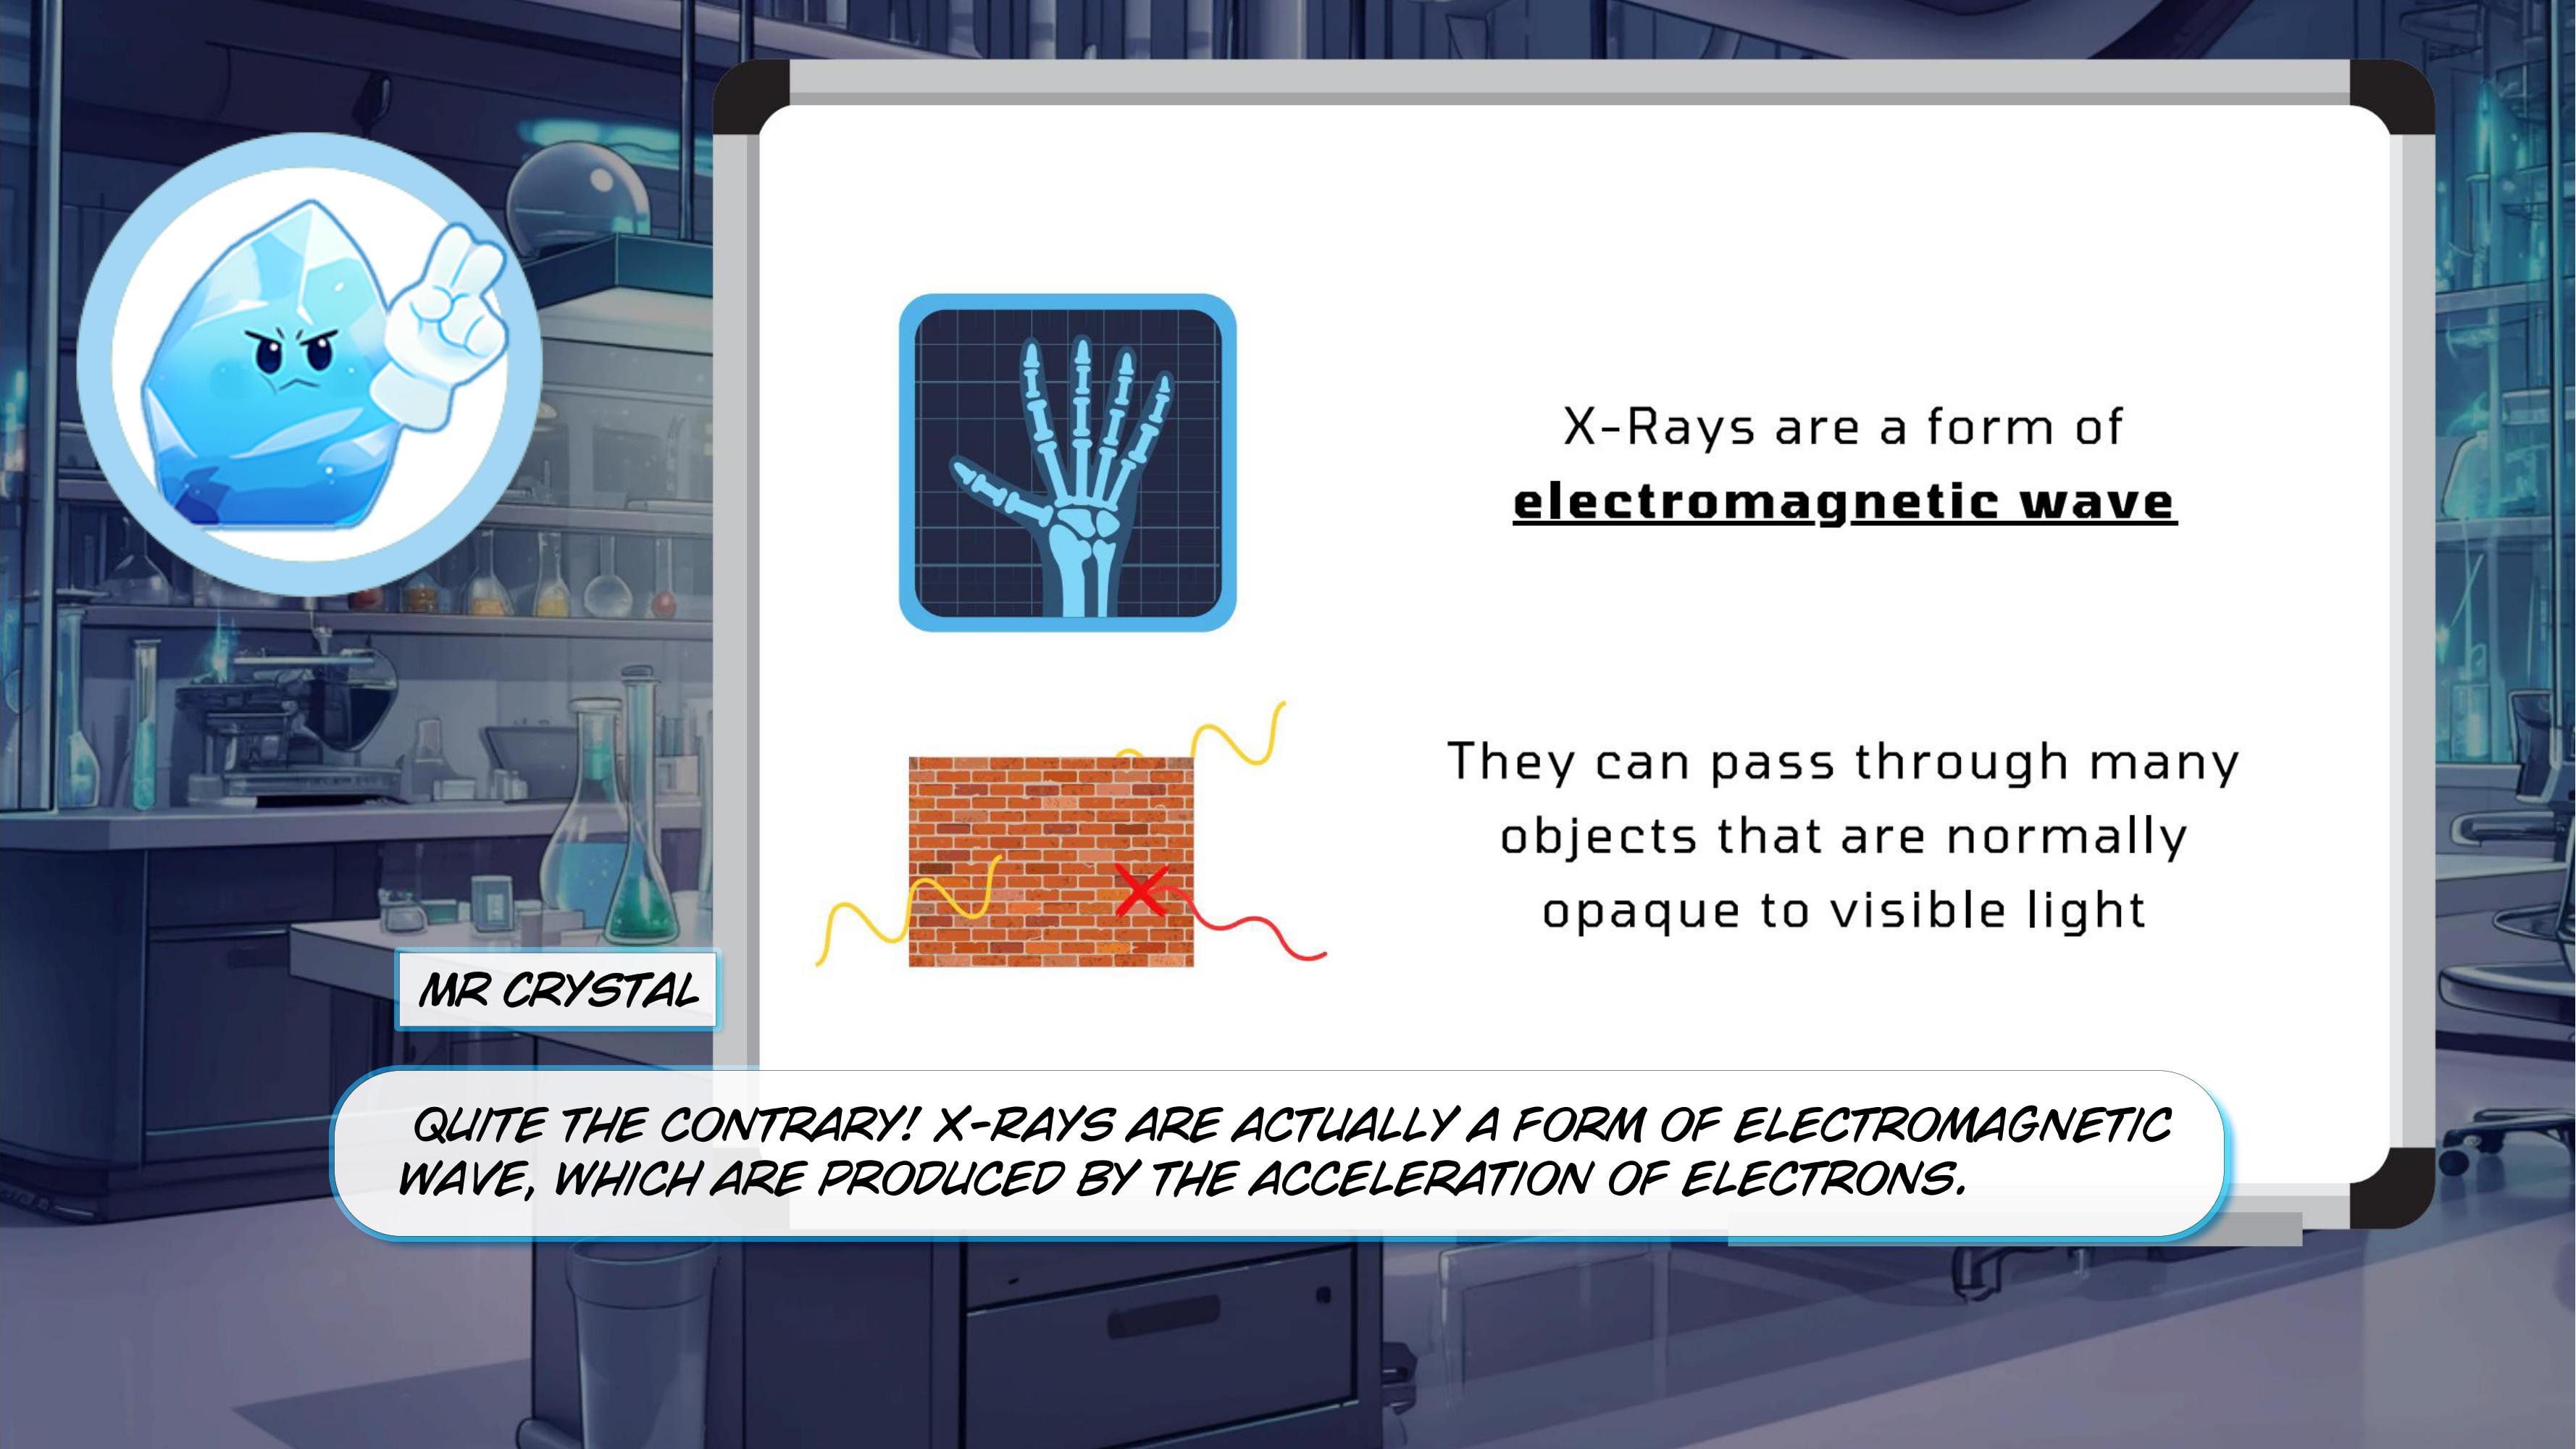 X-Rays are a form of
electromagnetic wave
They can pass through many
objects that are normally
opaque to visible light
MR CRYSTAL
QUITE THE CONTRARY! X-RAYS ARE ACTUALLY A FORM OF ELECTROMAGNETIC
WAVE, WHICH ARE PRODUCED BY THE ACCELERATION OF ELECTRONS.